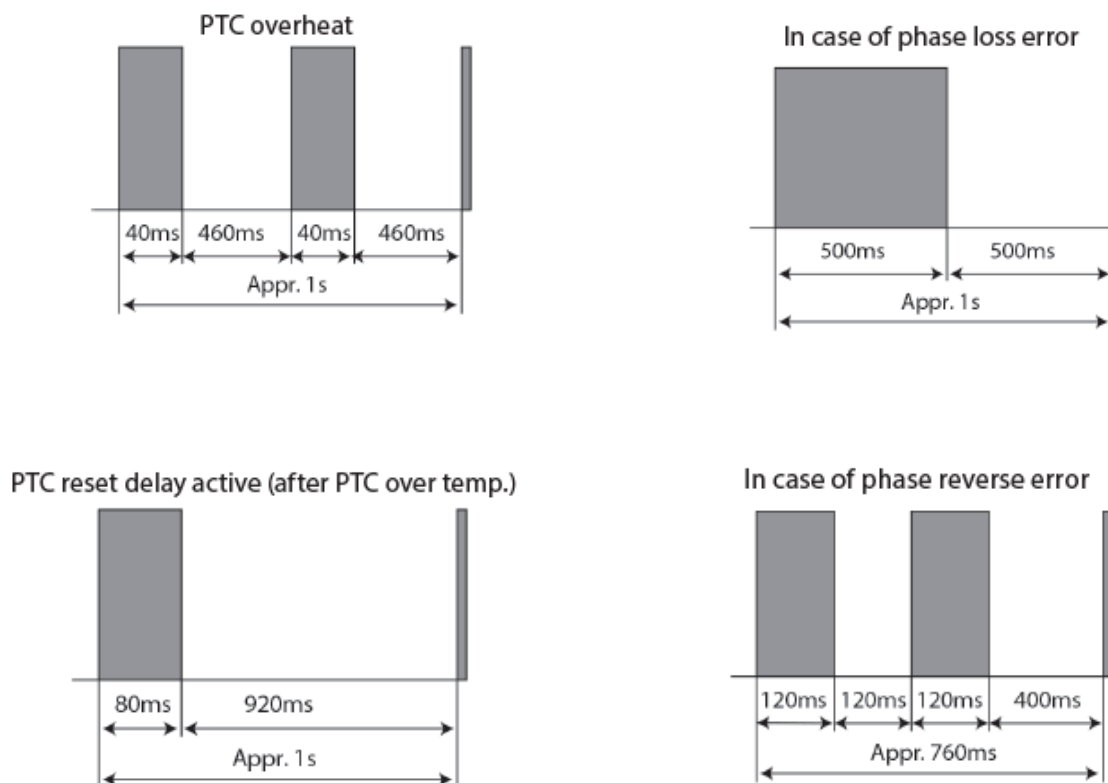 PTC overheat
40ms 460ms 40ms 460ms
Appr. 1s
In case of phase loss error
500ms 500ms
Appr. 1s
PTC reset delay active (after PTC over temp.)
80ms 920ms
Appr. 1s
In case of phase reverse error
120ms 120ms 120ms 400ms
Appr. 760ms